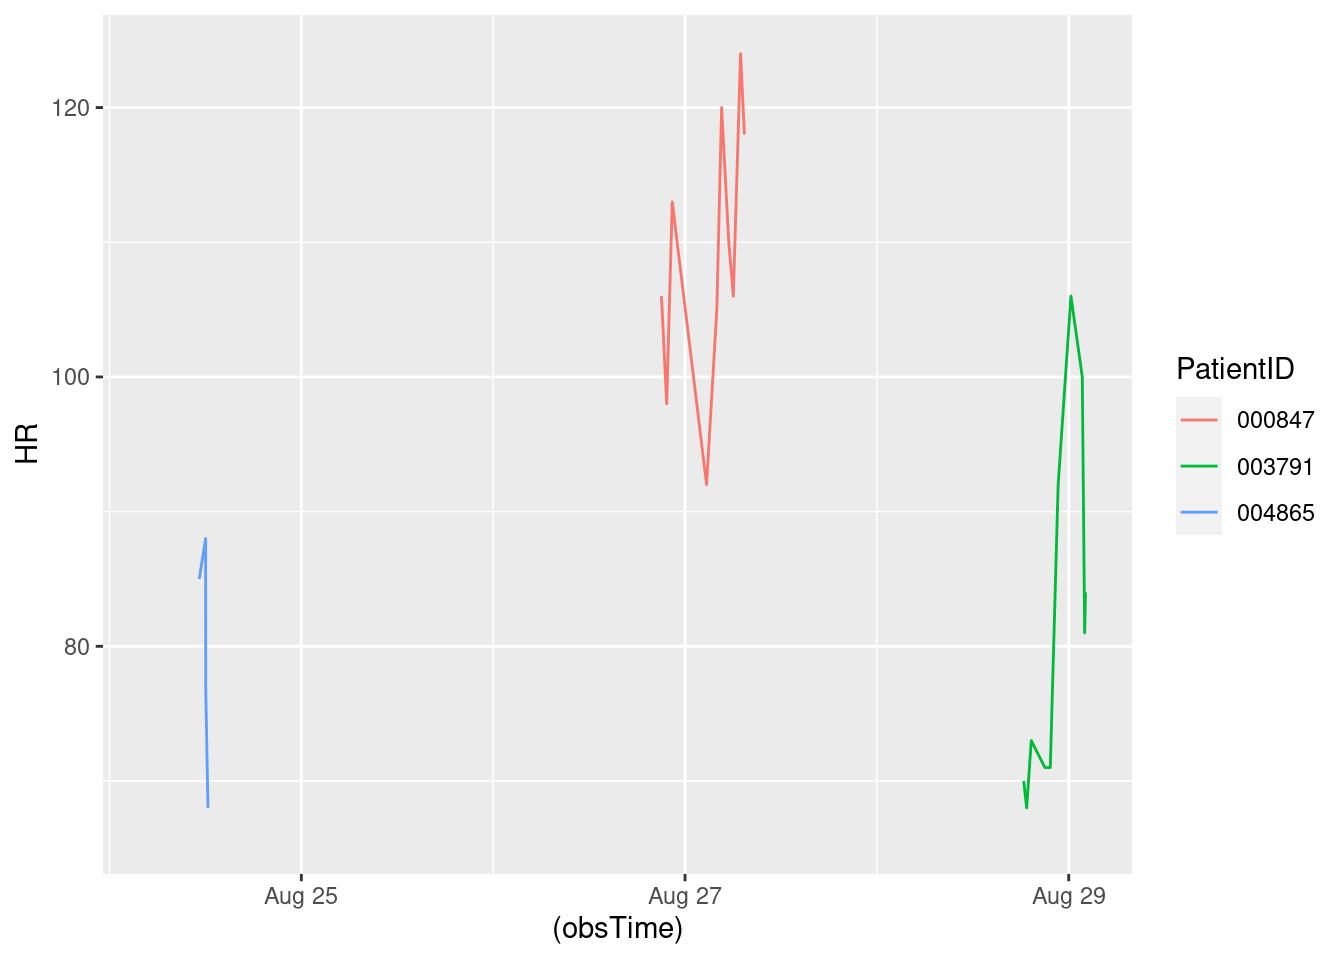 120
100
80
HR
Aug 25
Aug 27
Aug 29
(obsTime)
PatientID
000847
003791
004865